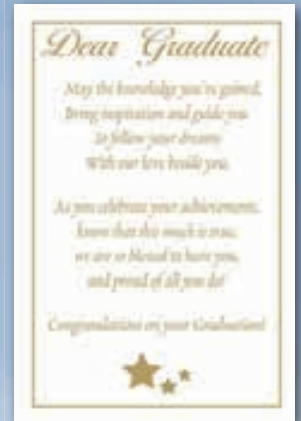 Dear Graduate
May the knowledge you've gained,
Bring inspiration and guide you
to follow your dreams
With our love beside you.
As you celebrate your achievements,
know that this much is true,
we are so blessed to have you,
and proud of all you do!
Congratulations on your Graduation!